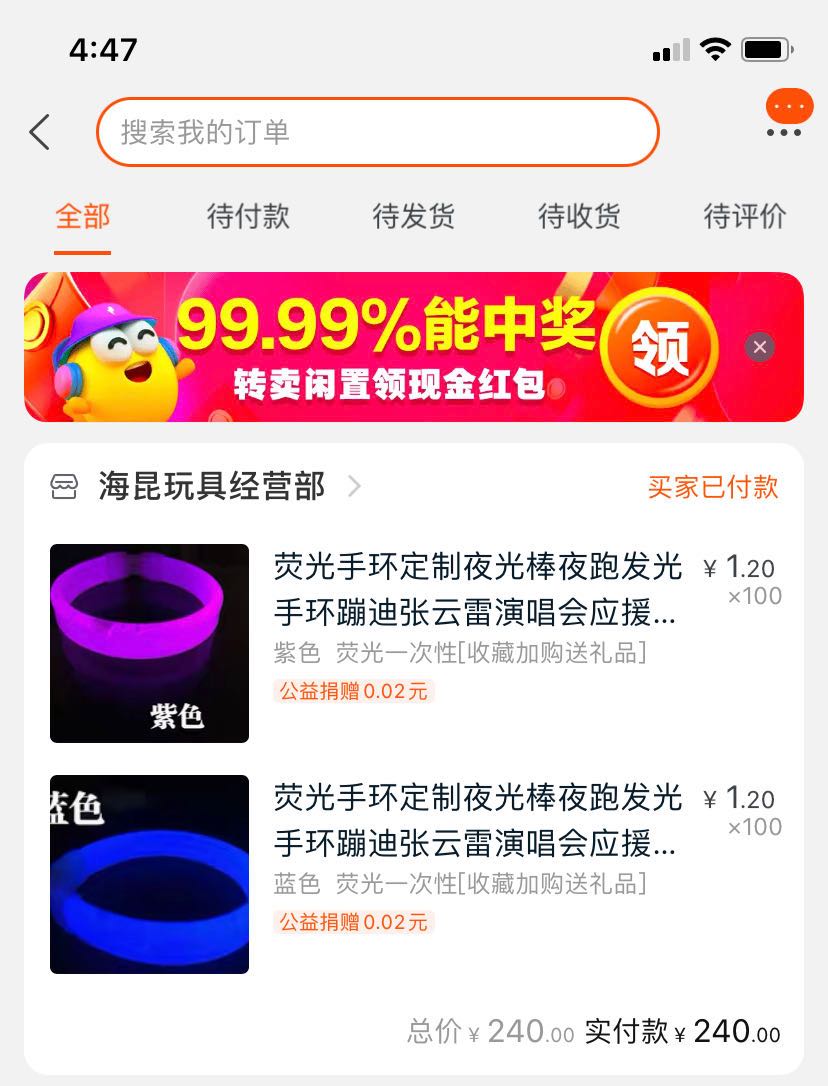 4:47
搜索我的订单
全部 待付款 待发货 待收货 待评价
99.99%能中奖
转卖闲置领现金红包
领
海昆玩具经营部
买家已付款
紫色
荧光手环定制夜光棒夜跑发光
手环蹦迪张云雷演唱会应援...
¥ 1.20
×100
紫色 荧光一次性[收藏加购送礼品]
公益捐赠0.02元
蓝色
荧光手环定制夜光棒夜跑发光
手环蹦迪张云雷演唱会应援...
¥ 1.20
×100
蓝色 荧光一次性[收藏加购送礼品]
公益捐赠0.02元
总价 ¥ 240.00 实付款 ¥ 240.00